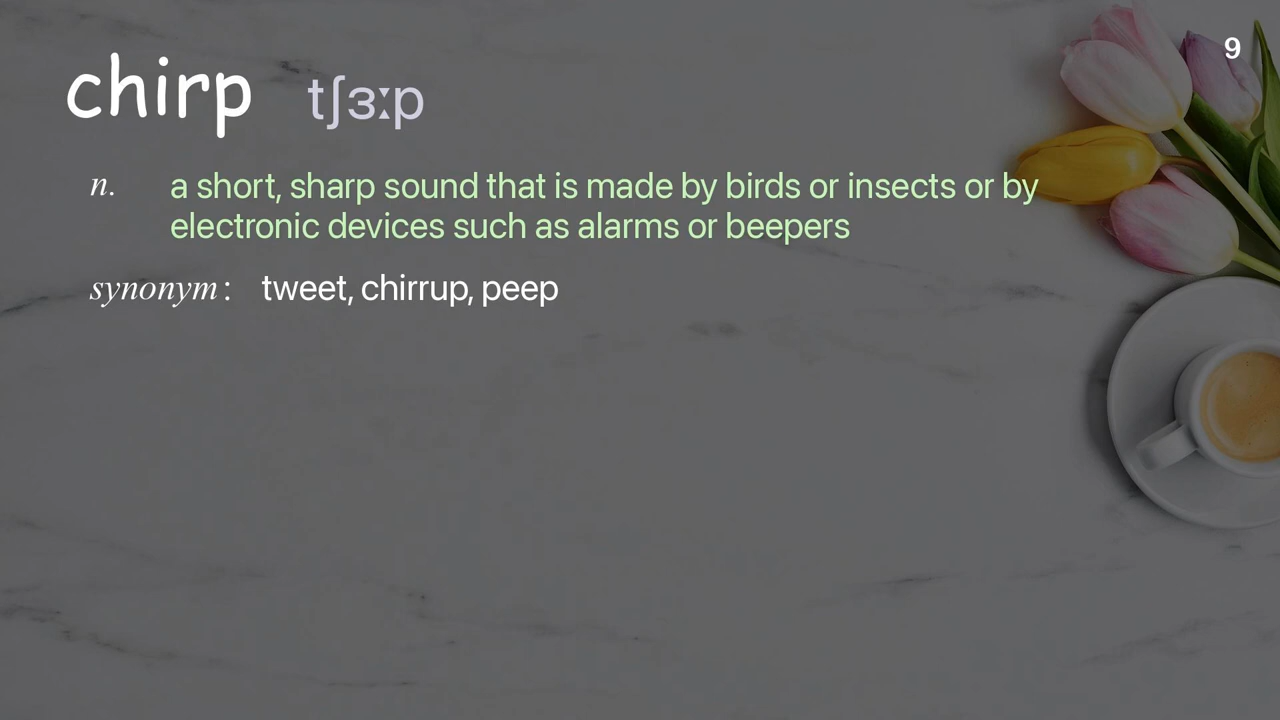 9
chirp tʃɜːp
n. a short, sharp sound that is made by birds or insects or by
electronic devices such as alarms or beepers
synonym: tweet, chirrup, peep